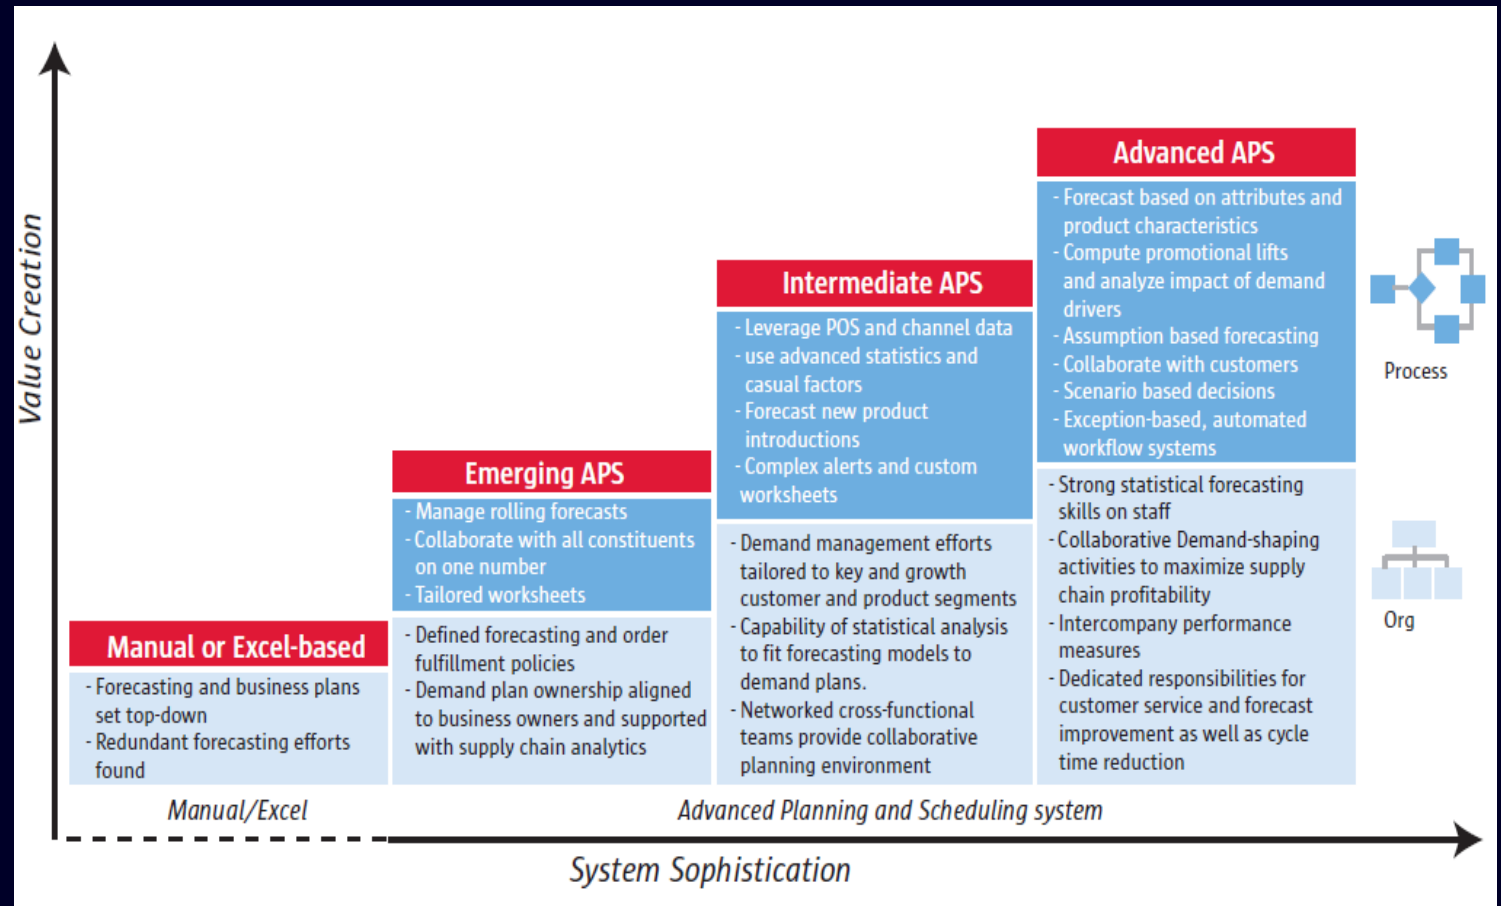 Value Creation
Manual or Excel-based
- Forecasting and business plans
set top-down
- Redundant forecasting efforts
found
Emerging APS
- Manage rolling forecasts
- Collaborate with all constituents
on one number
- Tailored worksheets
- Defined forecasting and order
fulfillment policies
- Demand plan ownership aligned
to business owners and supported
with supply chain analytics
Intermediate APS
- Leverage POS and channel data
- use advanced statistics and
casual factors
- Forecast new product
introductions
- Complex alerts and custom
worksheets
- Demand management efforts
tailored to key and growth
customer and product segments
- Capability of statistical analysis
to fit forecasting models to
demand plans.
- Networked cross-functional
teams provide collaborative
planning environment
Advanced APS
- Forecast based on attributes and
product characteristics
- Compute promotional lifts
and analyze impact of demand
drivers
- Assumption based forecasting
- Collaborate with customers
- Scenario based decisions
- Exception-based, automated
workflow systems
- Strong statistical forecasting
skills on staff
- Collaborative Demand-shaping
activities to maximize supply
chain profitability
- Intercompany performance
measures
- Dedicated responsibilities for
customer service and forecast
improvement as well as cycle
time reduction
Process
Org
Manual/Excel
Advanced Planning and Scheduling system
System Sophistication